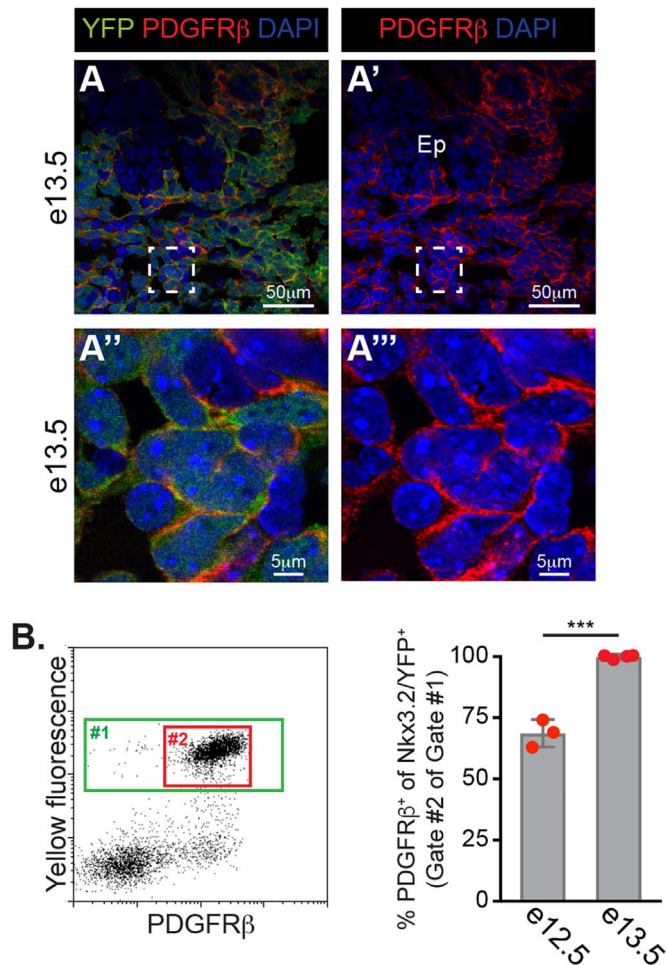 YFP PDGFRβ DAPI
PDGFRβ DAPI
e13.5
A
50μm
A'
Ep
50μm
e13.5
A''
5μm
A'''
5μm
B.
Yellow fluorescence
#1
#2
PDGFRβ
% PDGFRβ+ of Nkx3.2/YFP+
(Gate #2 of Gate #1)
***
100
75
50
25
0
e12.5
e13.5